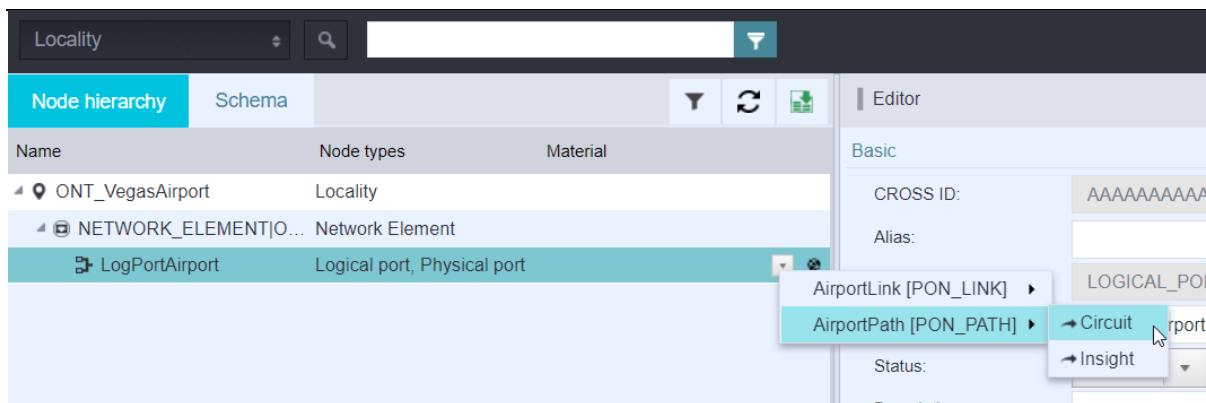 Locality
Node hierarchy Schema Editor
Name Node types Material Basic
ONT_VegasAirport Locality CROSS ID: AAAAAAAAAA
NETWORK_ELEMENT|O... Network Element Alias:
LogPortAirport Logical port, Physical port
AirportLink [PON_LINK] LOGICAL_PO
AirportPath [PON_PATH] Circuit rport
Status: Insight